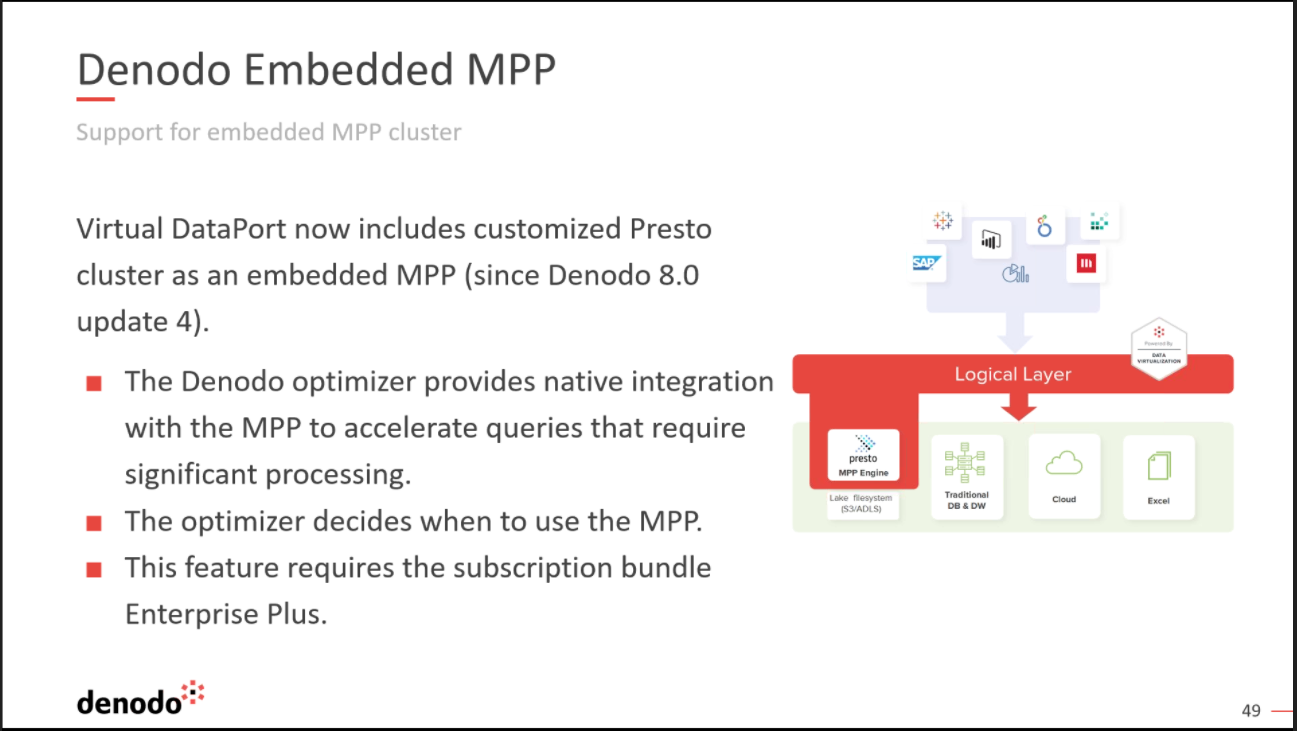 Denodo Embedded MPP
Support for embedded MPP cluster
Virtual DataPort now includes customized Presto
cluster as an embedded MPP (since Denodo 8.0
update 4).
The Denodo optimizer provides native integration
with the MPP to accelerate queries that require
significant processing.
The optimizer decides when to use the MPP.
This feature requires the subscription bundle
Enterprise Plus.
SAP
Powered By
DATA
VIRTUALIZATION
Logical Layer
presto
MPP Engine
Lake filesystem
(S3/ADLS)
Traditional
DB & DW
Cloud
Excel
denodo
49